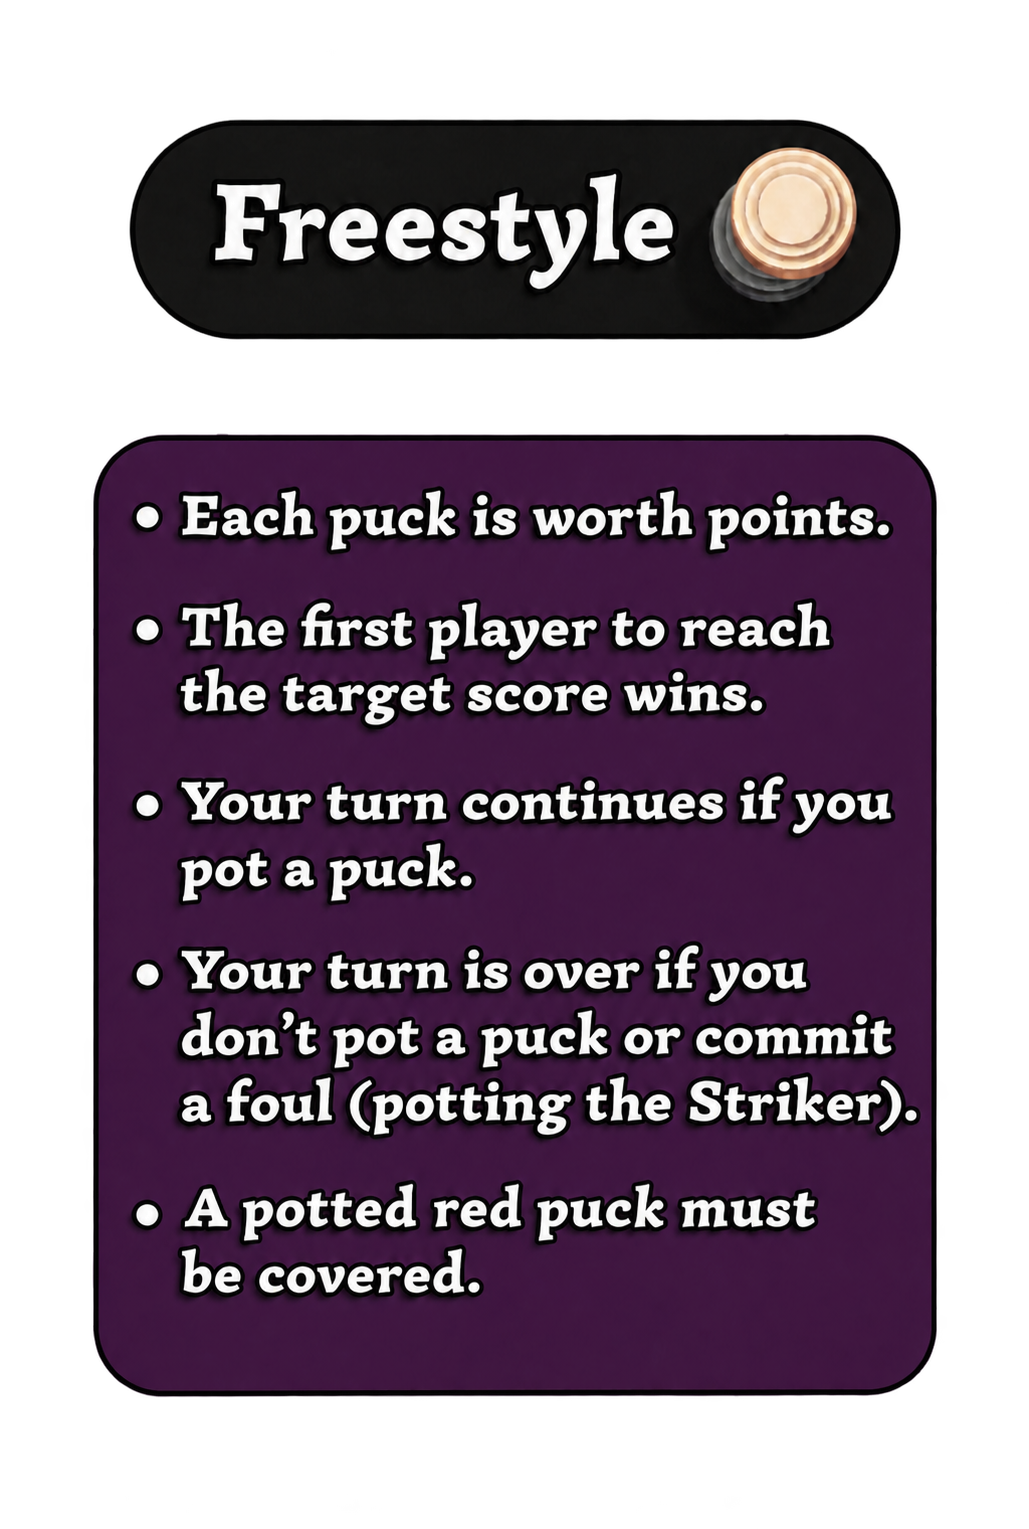 Freestyle
• Each puck is worth points.
• The first player to reach
the target score wins.
• Your turn continues if you
pot a puck.
• Your turn is over if you
don’t pot a puck or commit
a foul (potting the Striker).
• A potted red puck must
be covered.